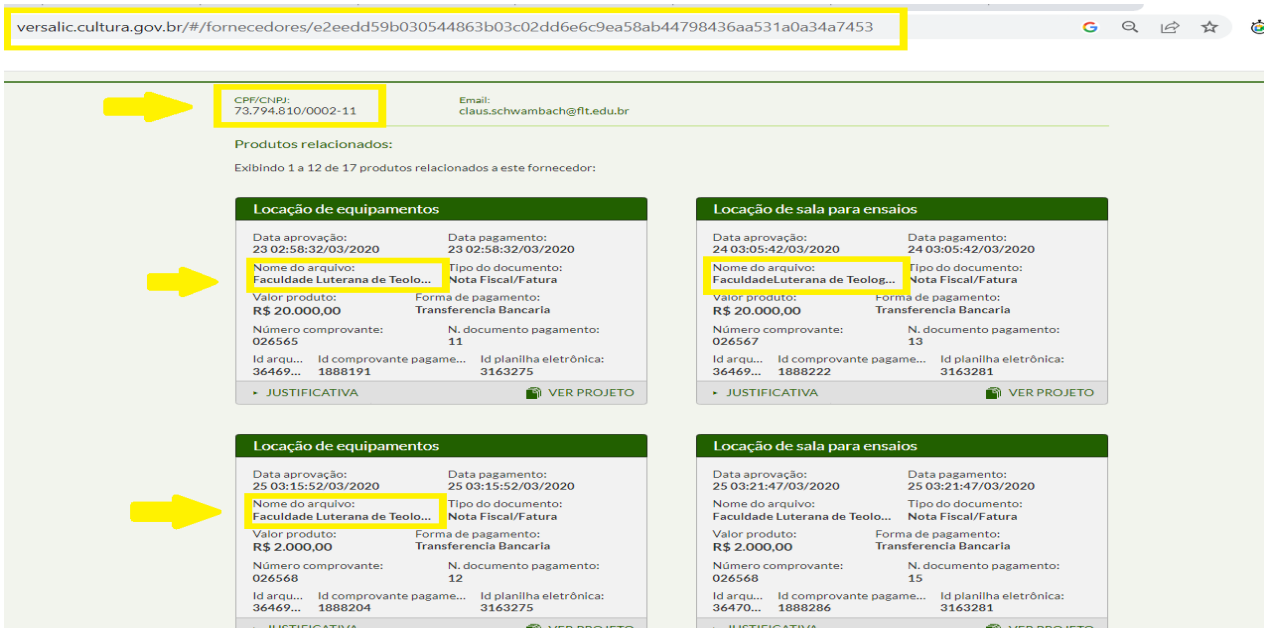 versalic.cultura.gov.br/#/fornecedores/e2eedd59b030544863b03c02dd6e6c9ea58ab44798436aa531a0a34a7453
CPF/CNPJ: Email:
73.794.810/0002-11 claus.schwambach@flt.edu.br
Produtos relacionados:
Exibindo 1 a 12 de 17 produtos relacionados a este fornecedor:
Locação de equipamentos
Data aprovação: Data pagamento:
23 02:58:32/03/2020 23 02:58:32/03/2020
Nome do arquivo: Tipo do documento:
Faculdade Luterana de Teolo... Nota Fiscal/Fatura
Valor produto: Forma de pagamento:
R$ 20.000,00 Transferencia Bancaria
Número comprovante: N. documento pagamento:
026565 11
Id arqu... Id comprovante pagame... Id planilha eletrônica:
36469... 1888191 3163275
▸ JUSTIFICATIVA VER PROJETO
Locação de sala para ensaios
Data aprovação: Data pagamento:
24 03:05:42/03/2020 24 03:05:42/03/2020
Nome do arquivo: Tipo do documento:
FaculdadeLuterana de Teolog... Nota Fiscal/Fatura
Valor produto: Forma de pagamento:
R$ 20.000,00 Transferencia Bancaria
Número comprovante: N. documento pagamento:
026567 13
Id arqu... Id comprovante pagame... Id planilha eletrônica:
36469... 1888222 3163281
▸ JUSTIFICATIVA VER PROJETO
Locação de equipamentos
Data aprovação: Data pagamento:
25 03:15:52/03/2020 25 03:15:52/03/2020
Nome do arquivo: Tipo do documento:
Faculdade Luterana de Teolo... Nota Fiscal/Fatura
Valor produto: Forma de pagamento:
R$ 2.000,00 Transferencia Bancaria
Número comprovante: N. documento pagamento:
026568 12
Id arqu... Id comprovante pagame... Id planilha eletrônica:
36469... 1888204 3163275
▸ JUSTIFICATIVA VER PROJETO
Locação de sala para ensaios
Data aprovação: Data pagamento:
25 03:21:47/03/2020 25 03:21:47/03/2020
Nome do arquivo: Tipo do documento:
Faculdade Luterana de Teolo... Nota Fiscal/Fatura
Valor produto: Forma de pagamento:
R$ 2.000,00 Transferencia Bancaria
Número comprovante: N. documento pagamento:
026568 15
Id arqu... Id comprovante pagame... Id planilha eletrônica:
36470... 1888286 3163281
▸ JUSTIFICATIVA VER PROJETO